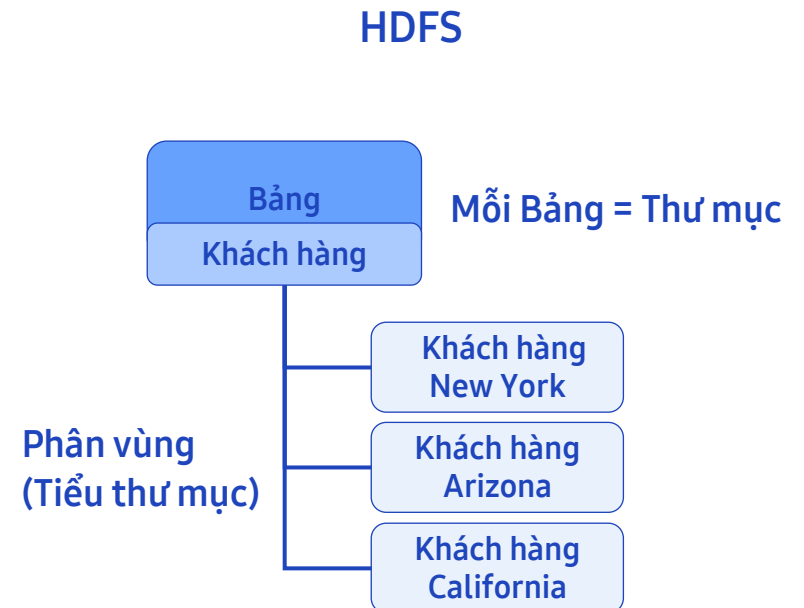 HDFS
Bảng
Khách hàng
Mỗi Bảng = Thư mục
Khách hàng
New York
Phân vùng
(Tiểu thư mục)
Khách hàng
Arizona
Khách hàng
California